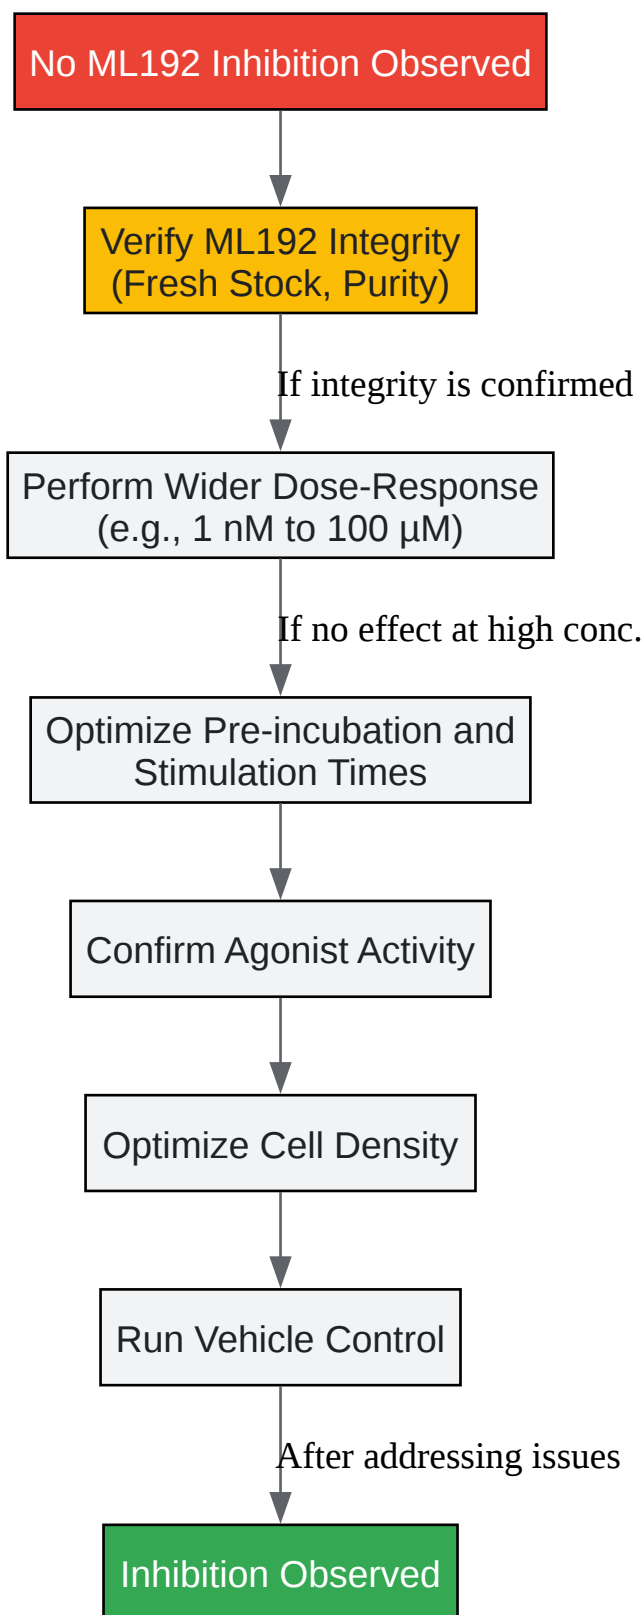 No ML192 Inhibition Observed
Verify ML192 Integrity
(Fresh Stock, Purity)
If integrity is confirmed
Perform Wider Dose-Response
(e.g., 1 nM to 100 µM)
If no effect at high conc.
Optimize Pre-incubation and
Stimulation Times
Confirm Agonist Activity
Optimize Cell Density
Run Vehicle Control
After addressing issues
Inhibition Observed